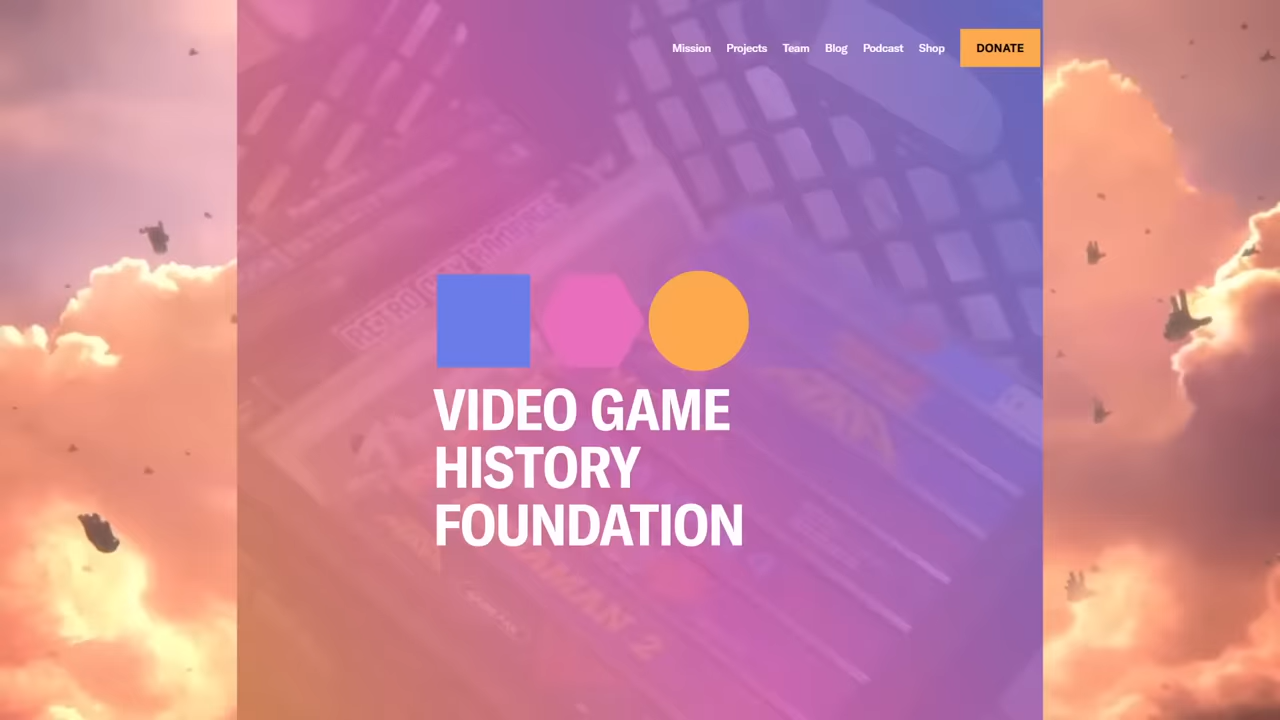 Mission Projects Team Blog Podcast Shop DONATE
VIDEO GAME
HISTORY
FOUNDATION